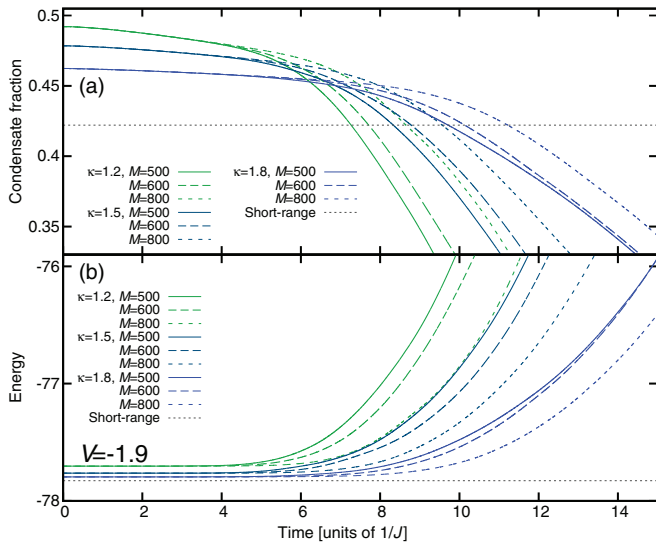 0.5
0.45
0.4
0.35
Condensate fraction
(a)
κ=1.2, M=500
M=600
M=800
κ=1.5, M=500
M=600
M=800
κ=1.8, M=500
M=600
M=800
Short-range
-76
-77
-78
Energy
(b)
κ=1.2, M=500
M=600
M=800
κ=1.5, M=500
M=600
M=800
κ=1.8, M=500
M=600
M=800
Short-range
V=-1.9
0 2 4 6 8 10 12 14
Time [units of 1/J]